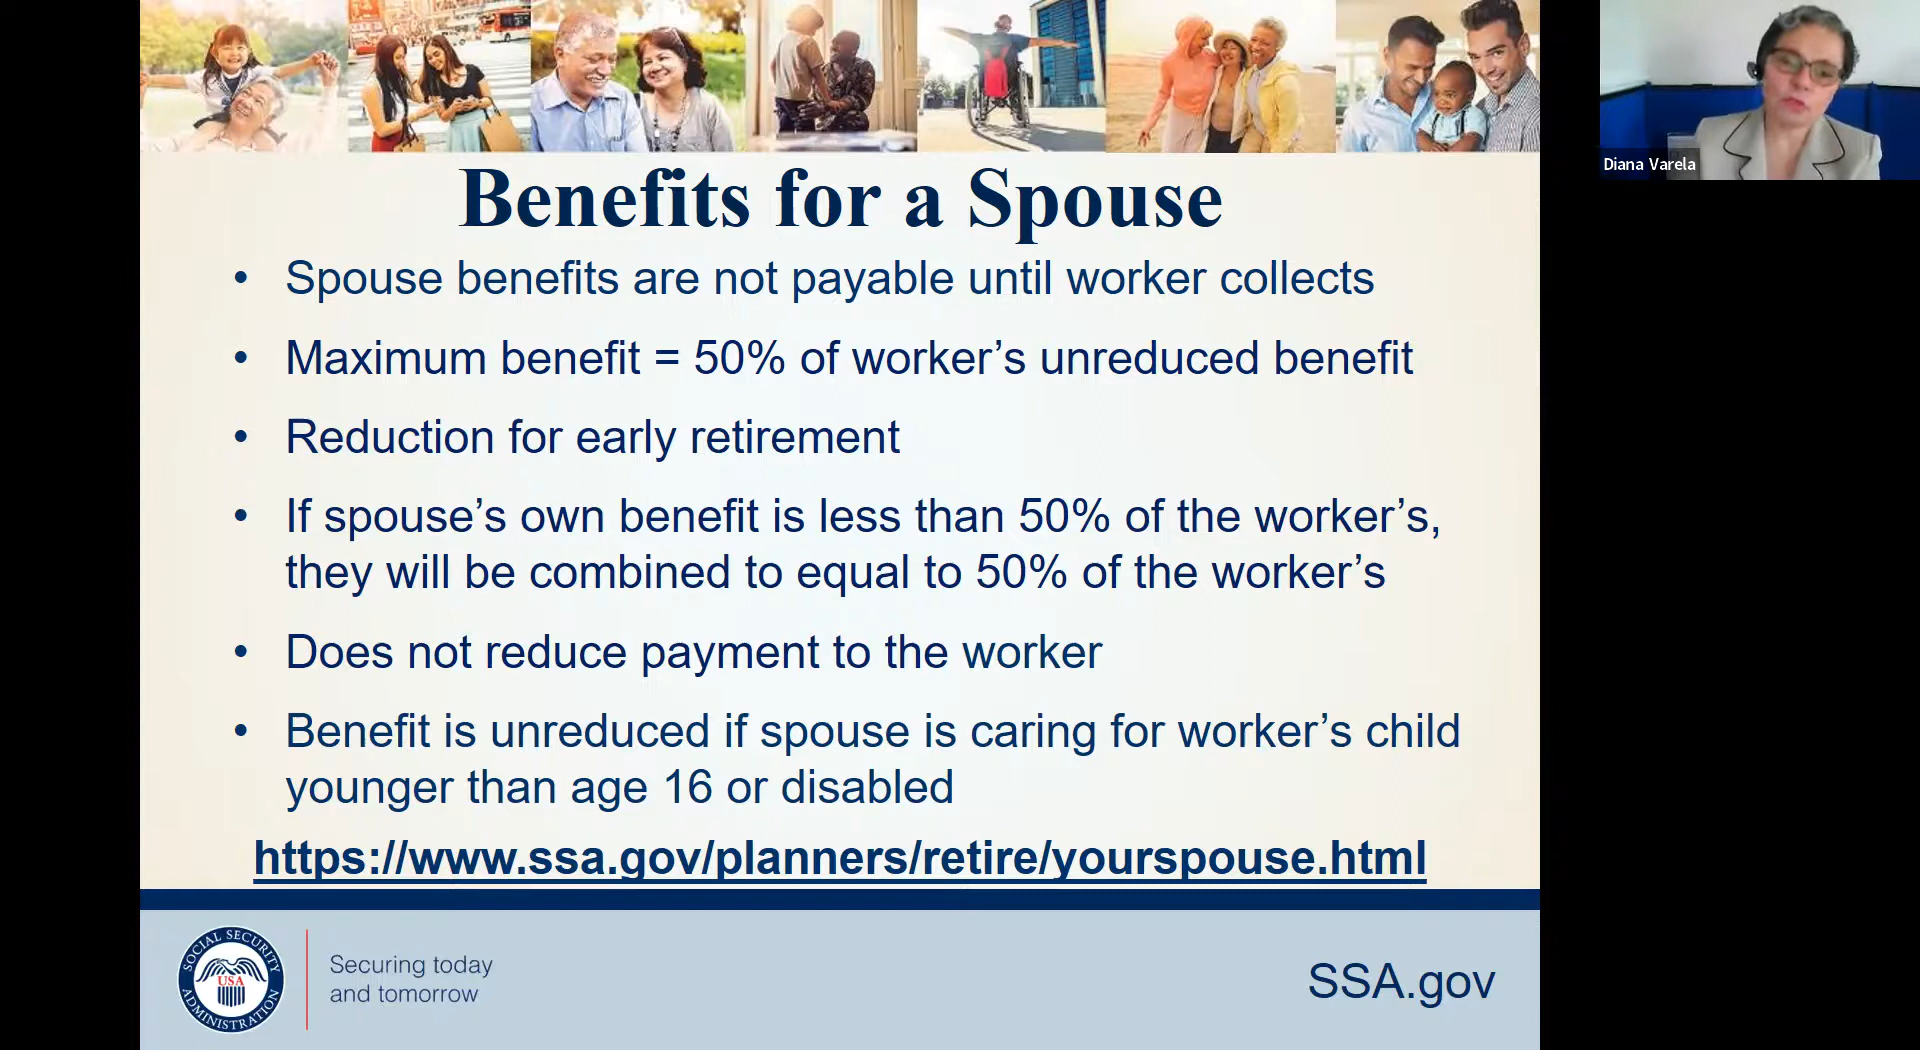 Benefits for a Spouse
• Spouse benefits are not payable until worker collects
• Maximum benefit = 50% of worker’s unreduced benefit
• Reduction for early retirement
• If spouse’s own benefit is less than 50% of the worker’s,
they will be combined to equal to 50% of the worker’s
• Does not reduce payment to the worker
• Benefit is unreduced if spouse is caring for worker’s child
younger than age 16 or disabled
https://www.ssa.gov/planners/retire/yourspouse.html
SOCIAL SECURITY
USA
ADMINISTRATION
Securing today
and tomorrow
SSA.gov
Diana Varela